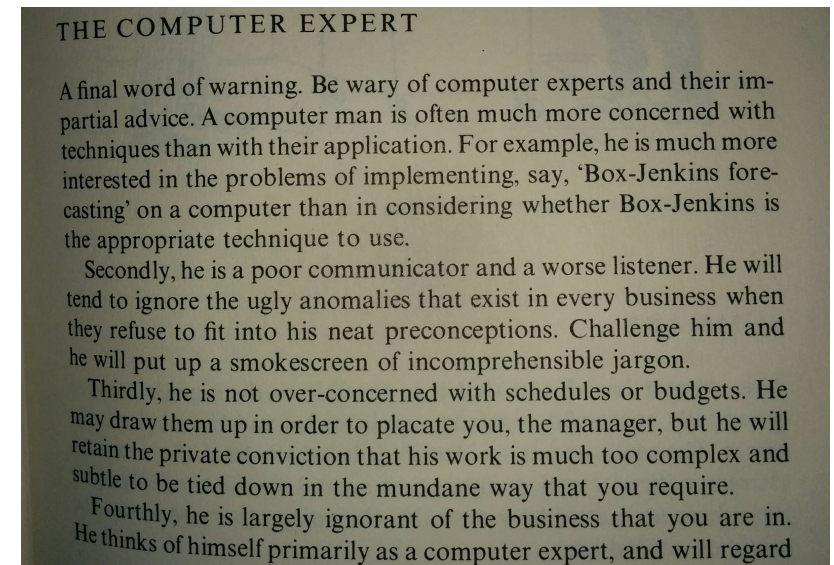 THE COMPUTER EXPERT
A final word of warning. Be wary of computer experts and their im-
partial advice. A computer man is often much more concerned with
techniques than with their application. For example, he is much more
interested in the problems of implementing, say, ‘Box-Jenkins fore-
casting’ on a computer than in considering whether Box-Jenkins is
the appropriate technique to use.
Secondly, he is a poor communicator and a worse listener. He will
tend to ignore the ugly anomalies that exist in every business when
they refuse to fit into his neat preconceptions. Challenge him and
he will put up a smokescreen of incomprehensible jargon.
Thirdly, he is not over-concerned with schedules or budgets. He
may draw them up in order to placate you, the manager, but he will
retain the private conviction that his work is much too complex and
subtle to be tied down in the mundane way that you require.
Fourthly, he is largely ignorant of the business that you are in.
He thinks of himself primarily as a computer expert, and will regard